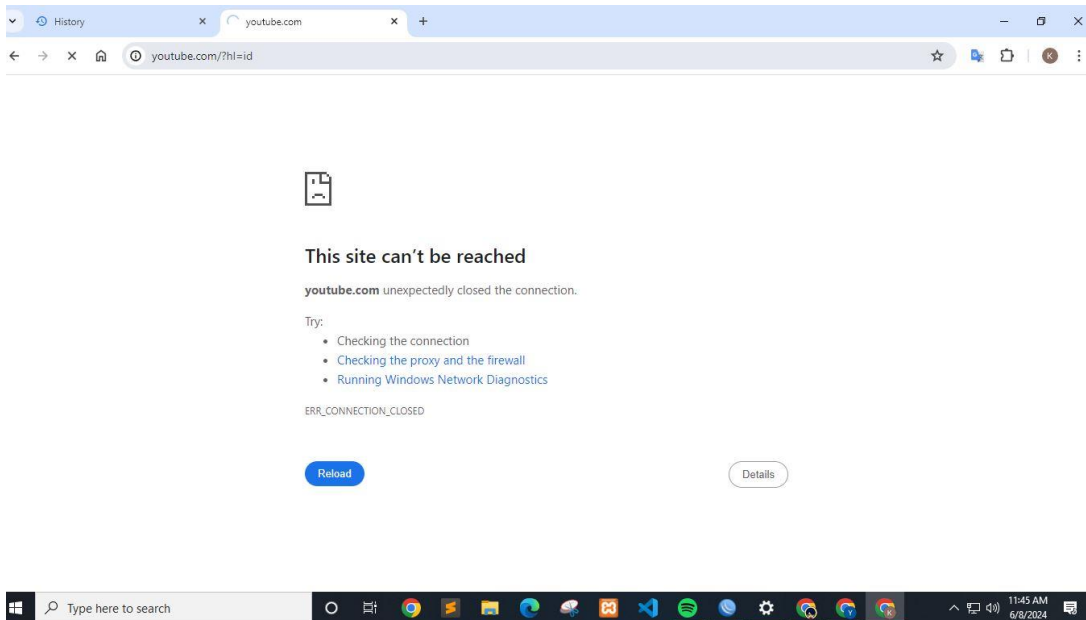 History
youtube.com
youtube.com/?hl=id
K
This site can't be reached
youtube.com unexpectedly closed the connection.
Try:
• Checking the connection
• Checking the proxy and the firewall
• Running Windows Network Diagnostics
ERR_CONNECTION_CLOSED
Reload
Details
Type here to search
11:45 AM
6/8/2024